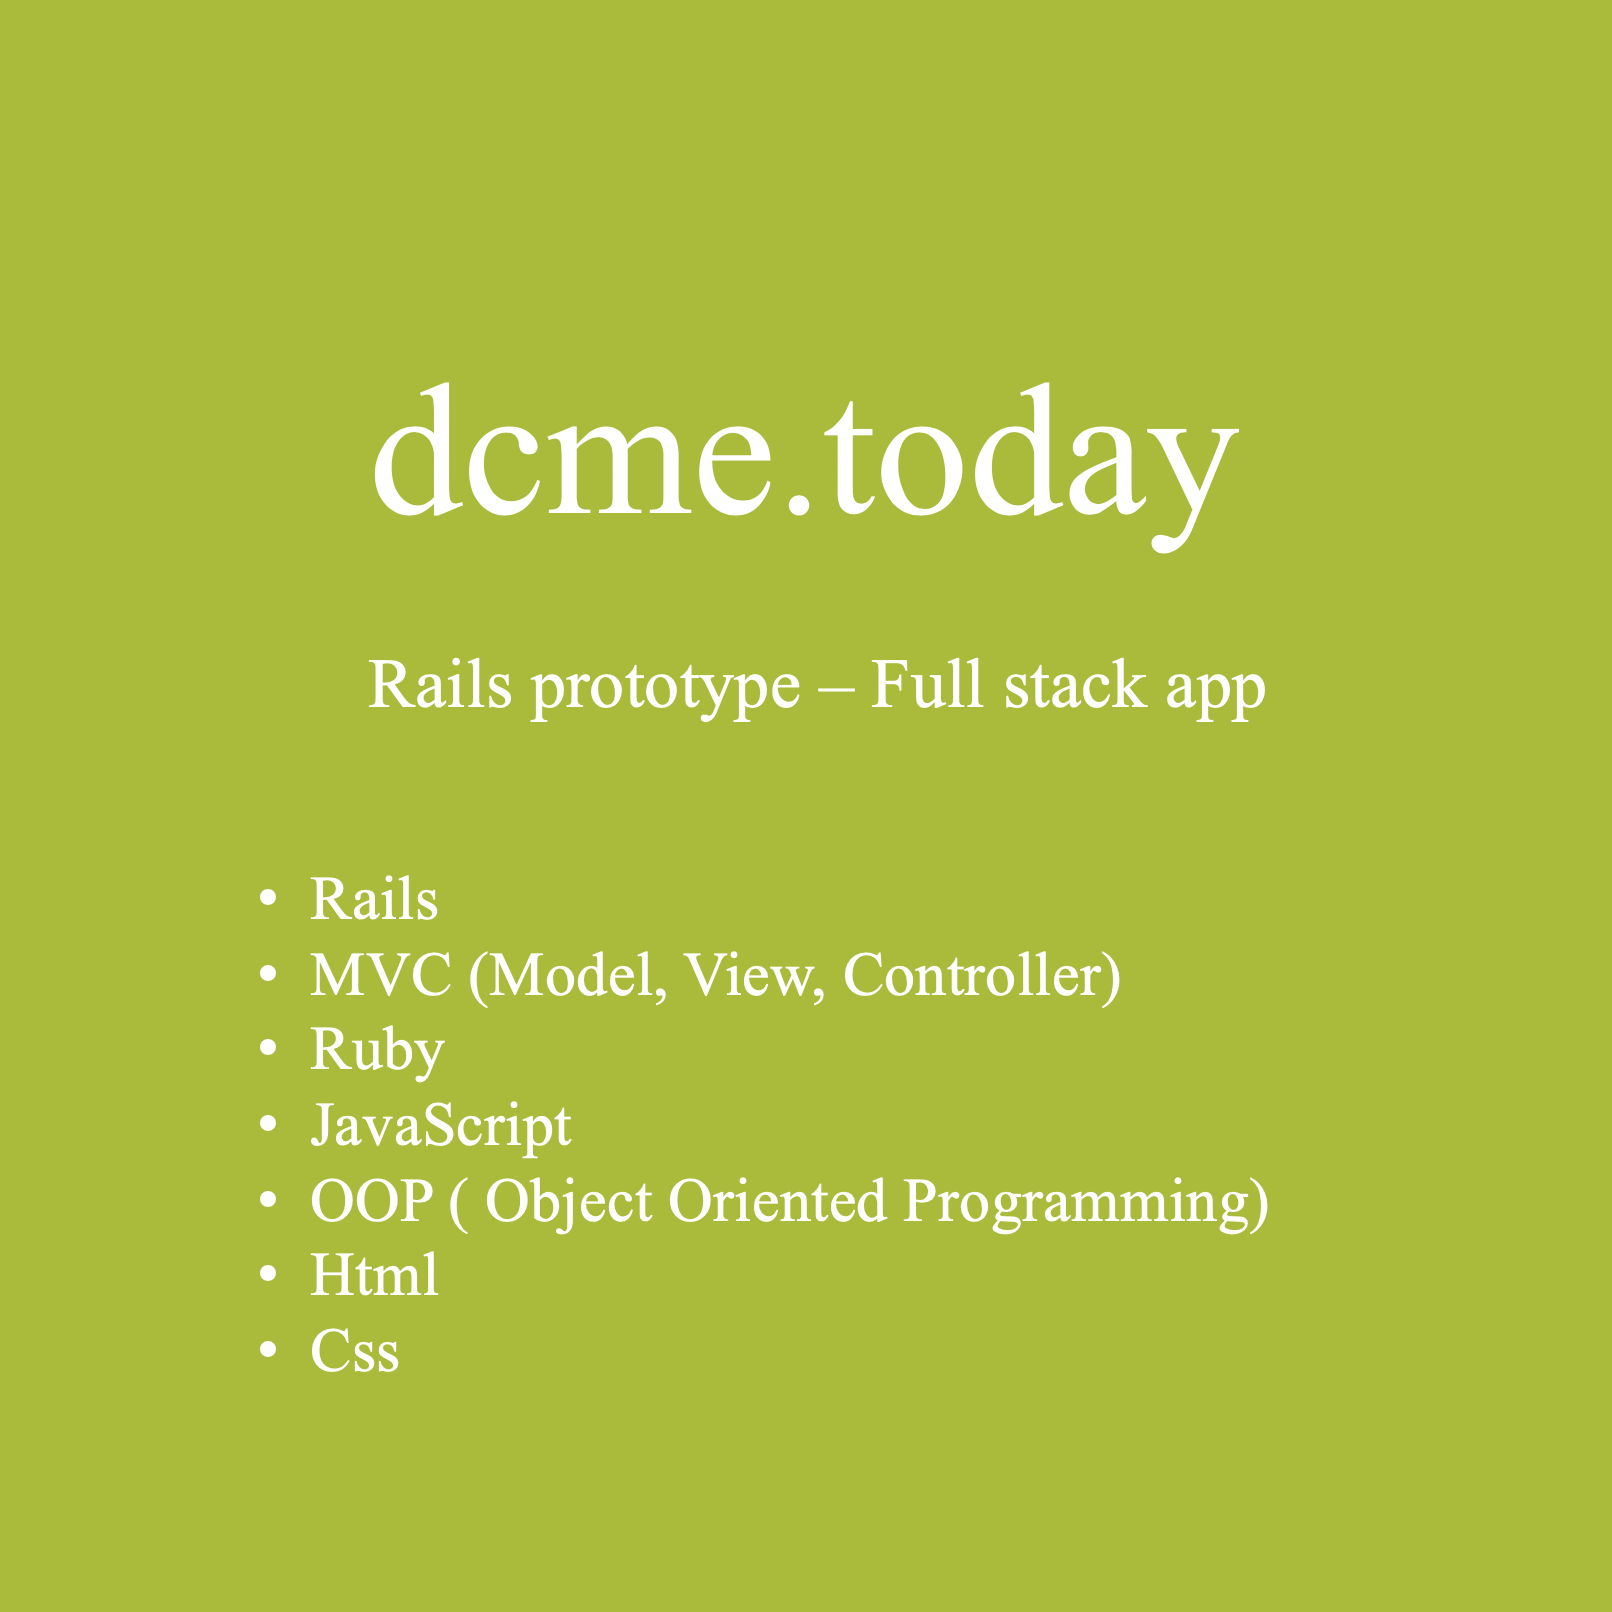 dcme.today
Rails prototype – Full stack app
• Rails
• MVC (Model, View, Controller)
• Ruby
• JavaScript
• OOP ( Object Oriented Programming)
• Html
• Css